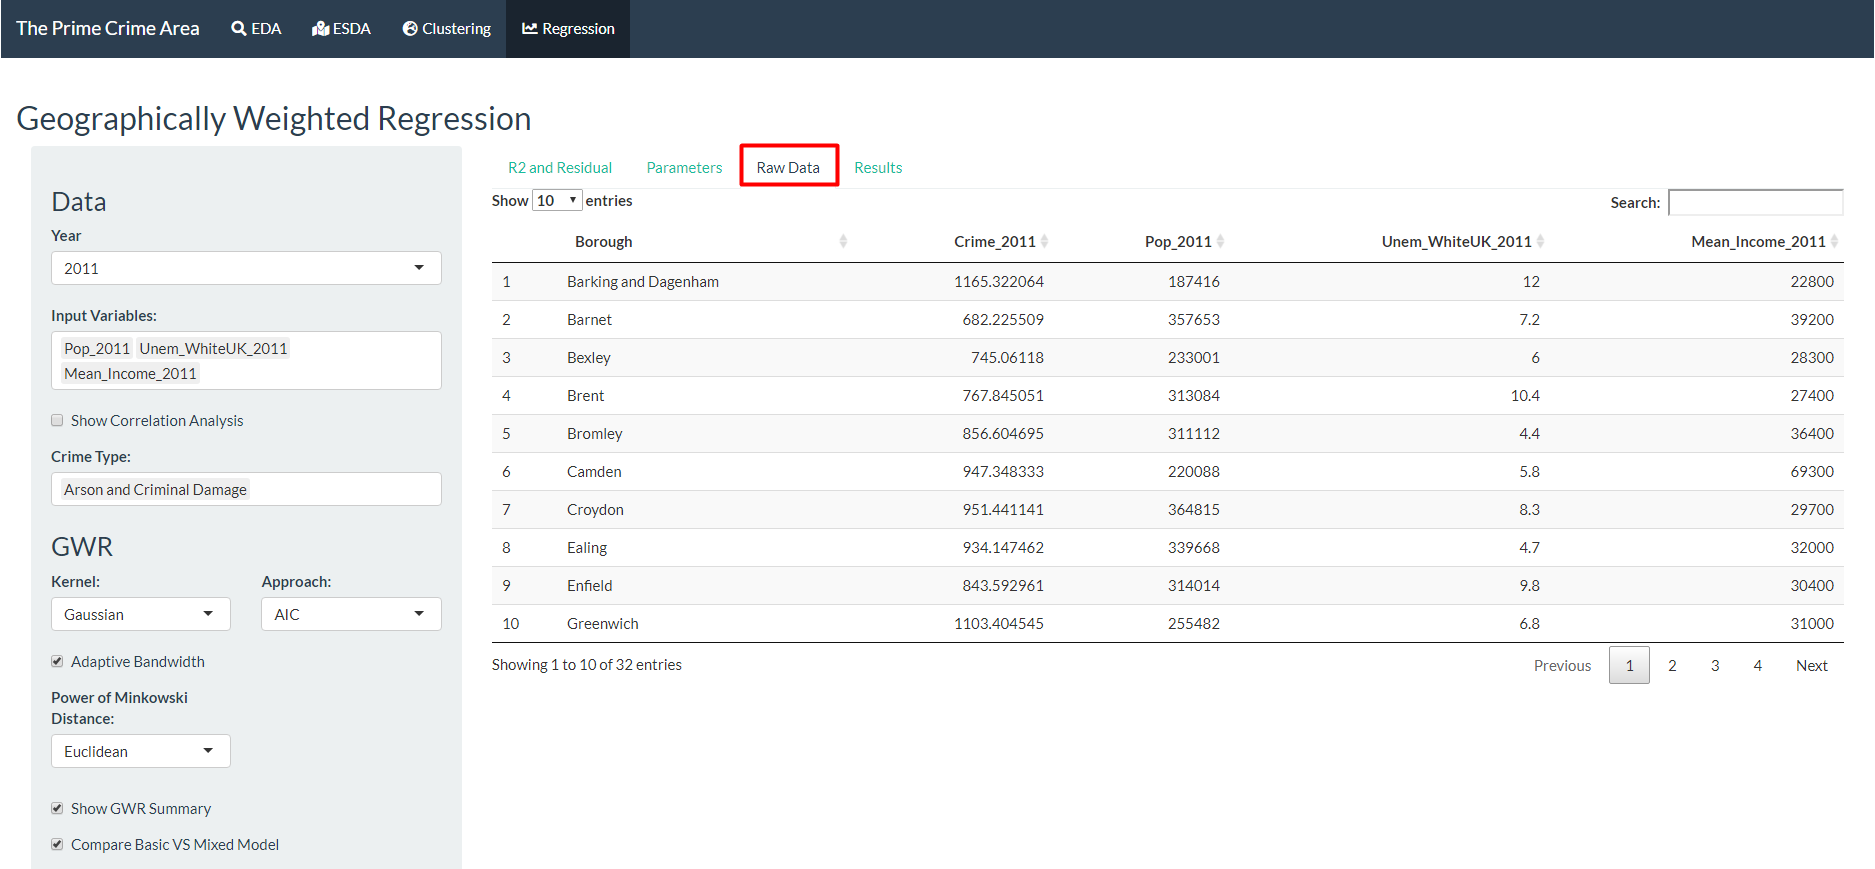 The Prime Crime Area EDA ESDA Clustering Regression
Geographically Weighted Regression
Data
Year
2011
Input Variables:
Pop_2011 Unem_WhiteUK_2011
Mean_Income_2011
Show Correlation Analysis
Crime Type:
Arson and Criminal Damage
GWR
Kernel: Approach:
Gaussian AIC
Adaptive Bandwidth
Power of Minkowski
Distance:
Euclidean
Show GWR Summary
Compare Basic VS Mixed Model
R2 and Residual Parameters Raw Data Results
Show 10 entries Search:
Borough Crime_2011 Pop_2011 Unem_WhiteUK_2011 Mean_Income_2011
1 Barking and Dagenham 1165.322064 187416 12 22800
2 Barnet 682.225509 357653 7.2 39200
3 Bexley 745.06118 233001 6 28300
4 Brent 767.845051 313084 10.4 27400
5 Bromley 856.604695 311112 4.4 36400
6 Camden 947.348333 220088 5.8 69300
7 Croydon 951.441141 364815 8.3 29700
8 Ealing 934.147462 339668 4.7 32000
9 Enfield 843.592961 314014 9.8 30400
10 Greenwich 1103.404545 255482 6.8 31000
Showing 1 to 10 of 32 entries Previous 1 2 3 4 Next